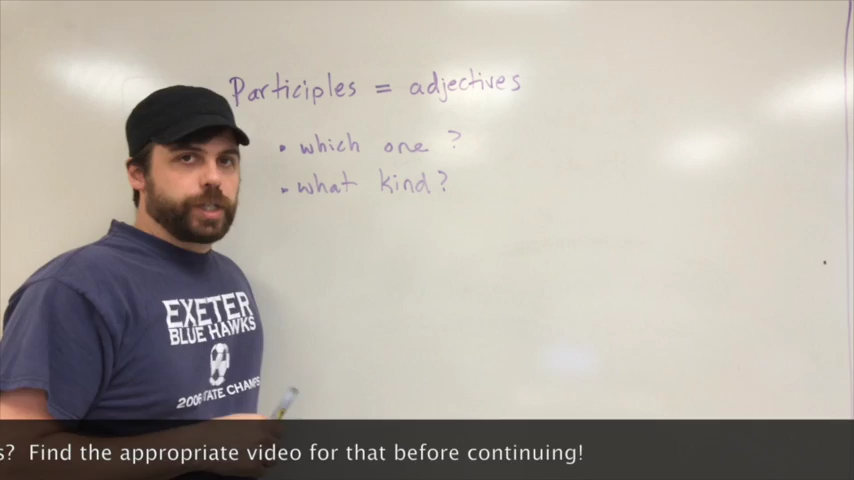 Participles = adjectives
• which one?
• what kind?
EXETER
BLUE HAWKS
STATE CHAMPS
s? Find the appropriate video for that before continuing!